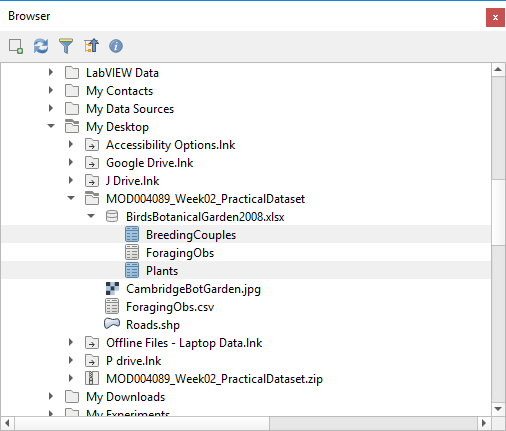 Browser
LabVIEW Data
My Contacts
My Data Sources
My Desktop
Accessibility Options.lnk
Google Drive.lnk
J Drive.lnk
MOD004089_Week02_PracticalDataset
BirdsBotanicalGarden2008.xlsx
BreedingCouples
ForagingObs
Plants
CambridgeBotGarden.jpg
ForagingObs.csv
Roads.shp
Offline Files - Laptop Data.lnk
P drive.lnk
MOD004089_Week02_PracticalDataset.zip
My Downloads
My Experiments